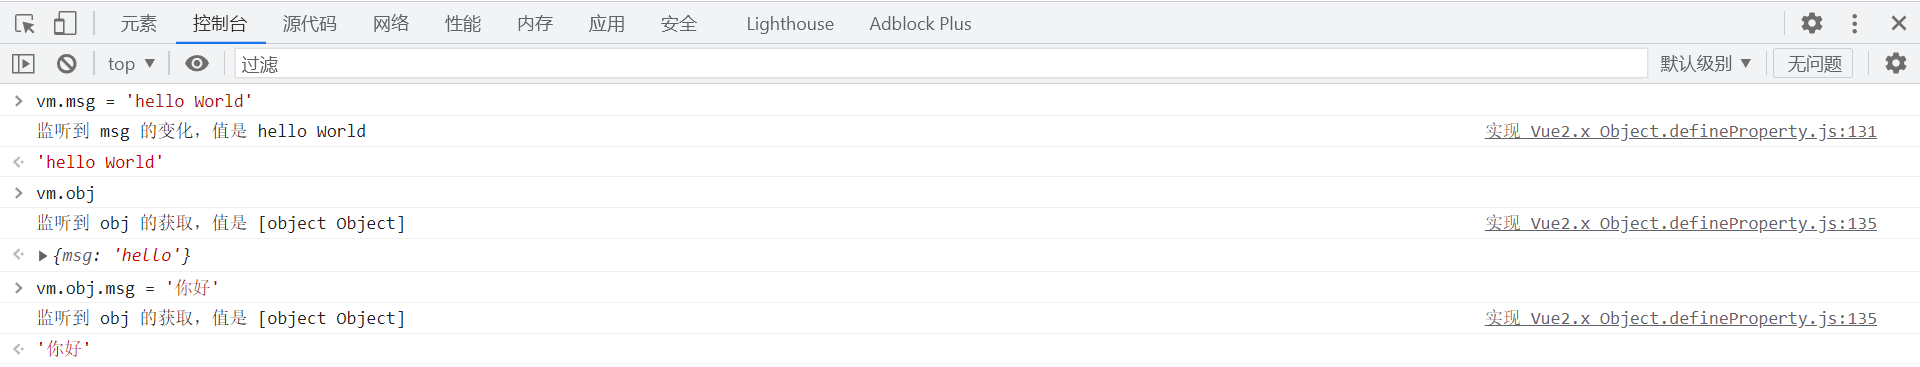 元素 控制台 源代码 网络 性能 内存 应用 安全 Lighthouse Adblock Plus
top ▼ 过滤 默认级别 ▼ 无问题
vm.msg = 'hello World'
监听到 msg 的变化，值是 hello World 实现 Vue2.x Object.defineProperty.js:131
'hello World'
vm.obj
监听到 obj 的获取，值是 [object Object] 实现 Vue2.x Object.defineProperty.js:135
{msg: 'hello'}
vm.obj.msg = '你好'
监听到 obj 的获取，值是 [object Object] 实现 Vue2.x Object.defineProperty.js:135
'你好'